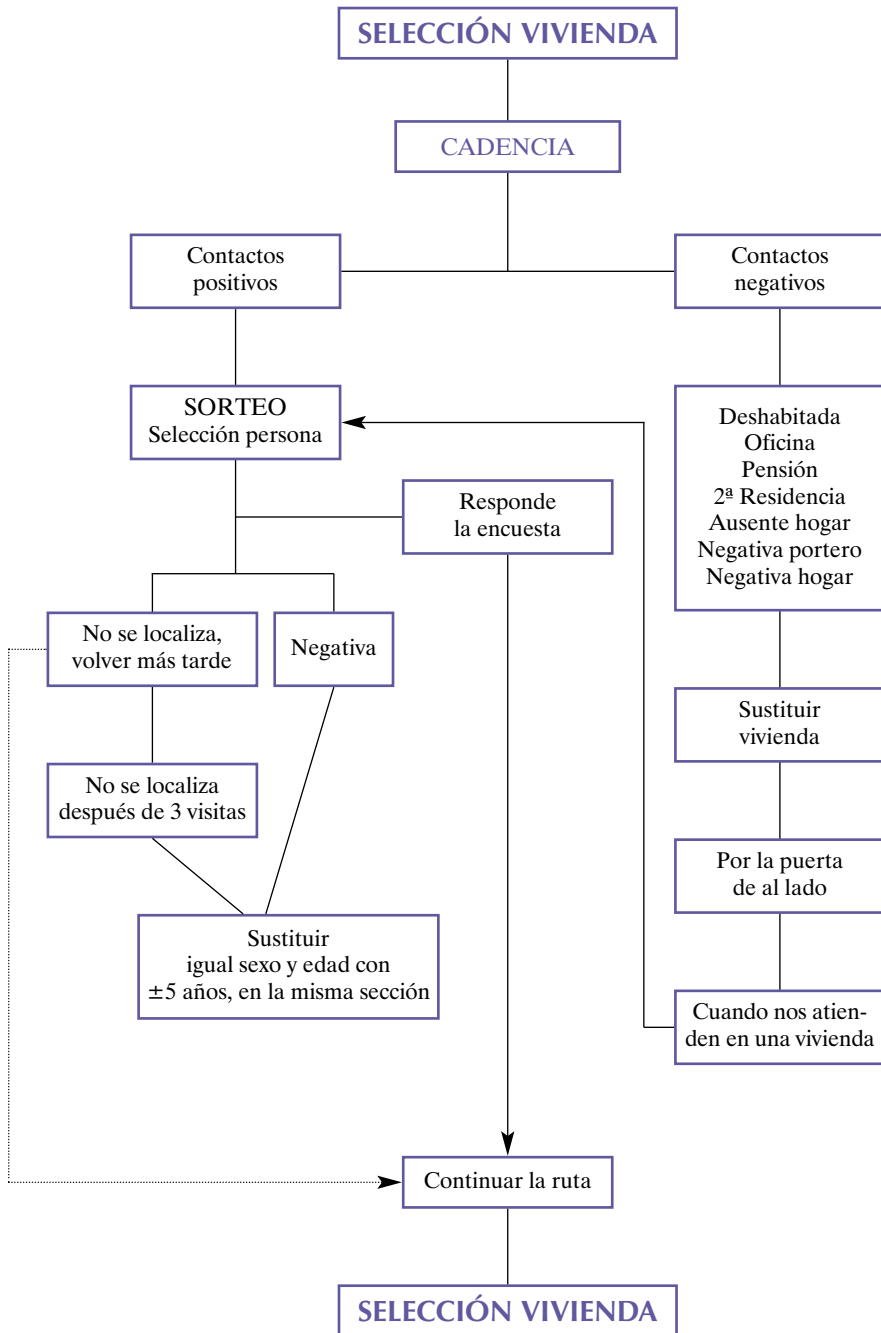 SELECCIÓN VIVIENDA
CADENCIA
Contactos
positivos
Contactos
negativos
SORTEO
Selección persona
Deshabitada
Oficina
Pensión
2ª Residencia
Ausente hogar
Negativa portero
Negativa hogar
Responde
la encuesta
No se localiza,
volver más tarde
Negativa
Sustituir
vivienda
No se localiza
después de 3 visitas
Por la puerta
de al lado
Sustituir
igual sexo y edad con
±5 años, en la misma sección
Cuando nos atien-
den en una vivienda
Continuar la ruta
SELECCIÓN VIVIENDA